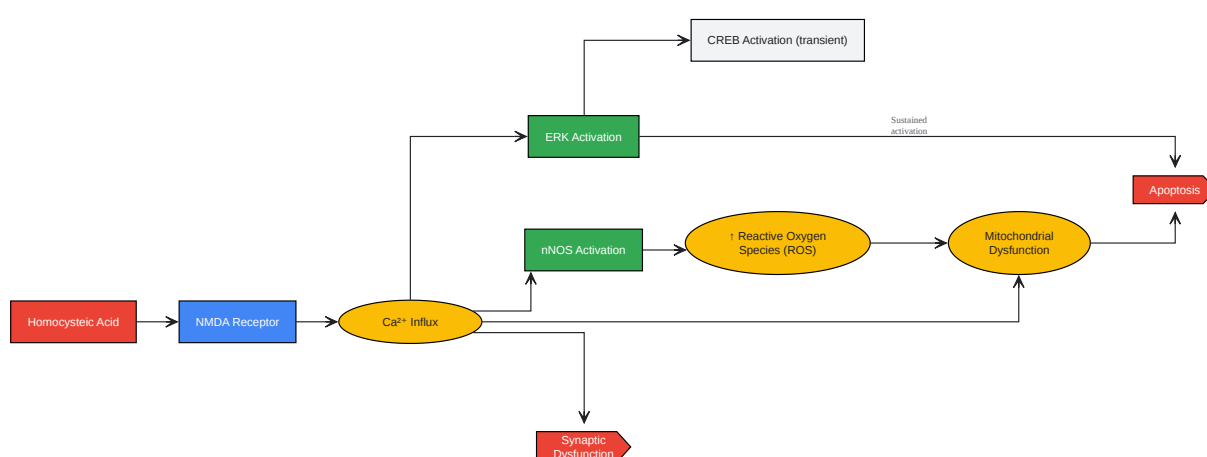 CREB Activation (transient)
Sustained
activation
ERK Activation
Apoptosis
↑ Reactive Oxygen
Species (ROS)
Mitochondrial
Dysfunction
nNOS Activation
Homocysteic Acid
NMDA Receptor
Ca²⁺ Influx
Synaptic
Dysfunction